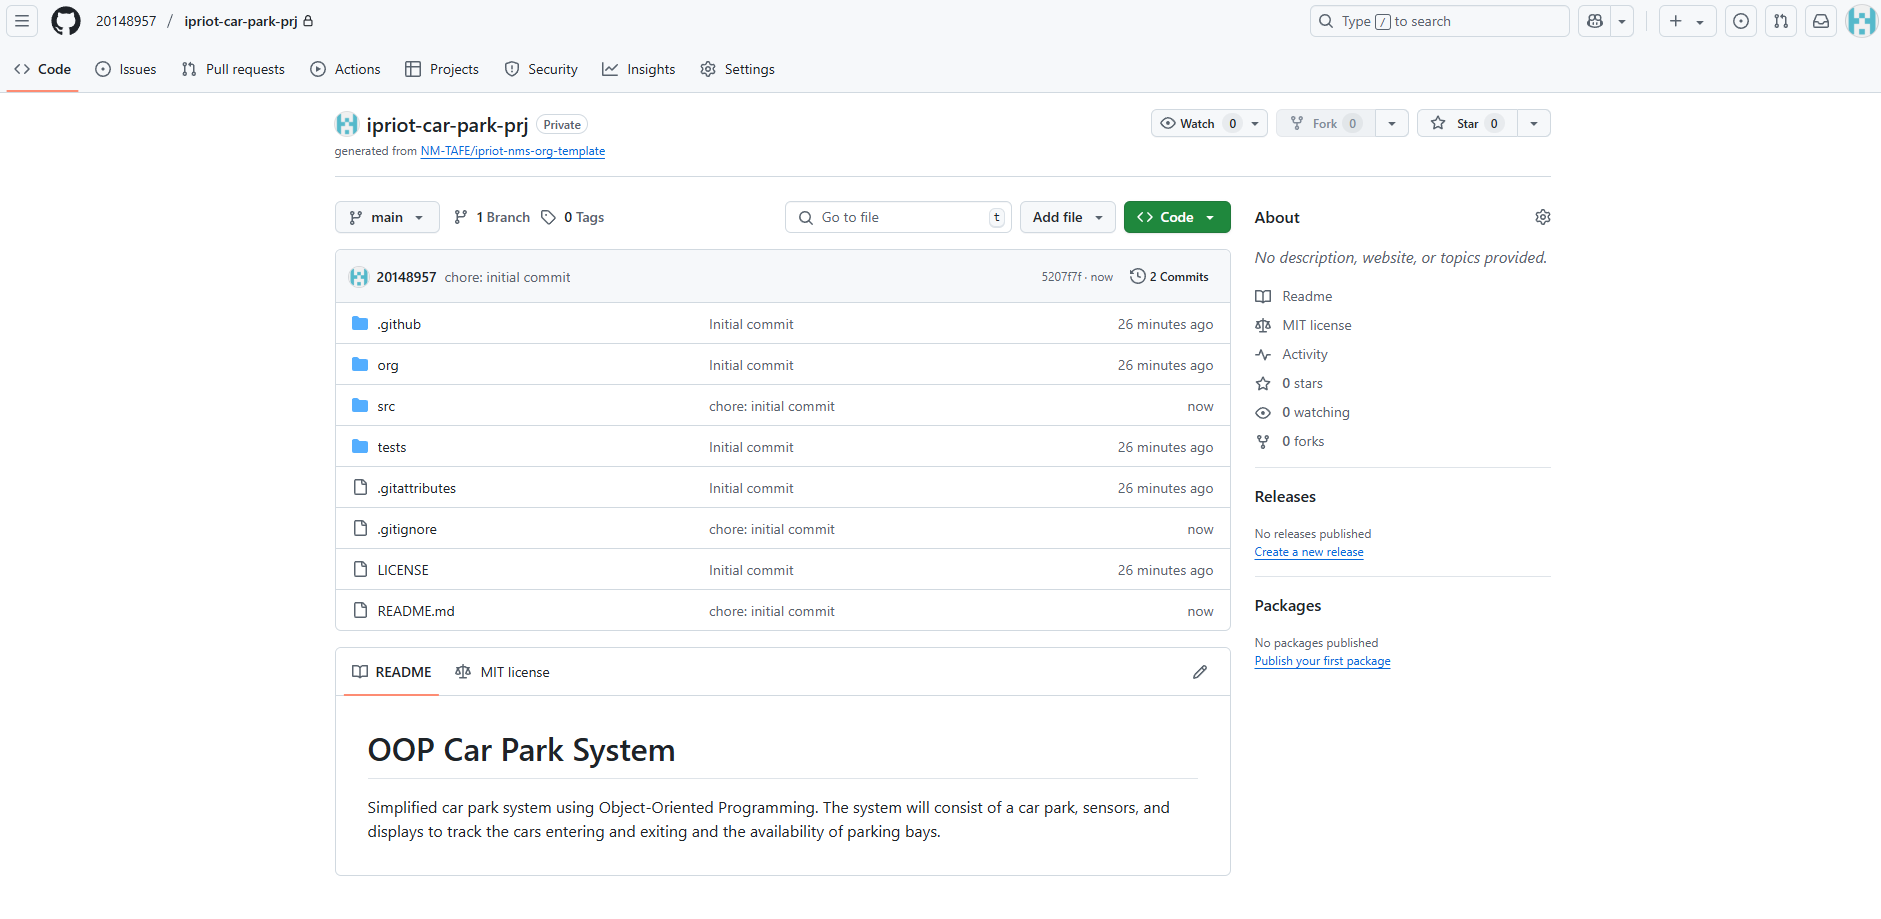 20148957 / ipriot-car-park-prj
Type / to search
Code Issues Pull requests Actions Projects Security Insights Settings
ipriot-car-park-prj Private
Watch 0 Fork 0 Star 0
generated from NM-TAFE/ipriot-nms-org-template
main 1 Branch 0 Tags Go to file t Add file Code
20148957 chore: initial commit 5207f7f · now 2 Commits
.github Initial commit 26 minutes ago
org Initial commit 26 minutes ago
src chore: initial commit now
tests Initial commit 26 minutes ago
.gitattributes Initial commit 26 minutes ago
.gitignore chore: initial commit now
LICENSE Initial commit 26 minutes ago
README.md chore: initial commit now
README MIT license
OOP Car Park System
Simplified car park system using Object-Oriented Programming. The system will consist of a car park, sensors, and
displays to track the cars entering and exiting and the availability of parking bays.
About
No description, website, or topics provided.
Readme
MIT license
Activity
0 stars
0 watching
0 forks
Releases
No releases published
Create a new release
Packages
No packages published
Publish your first package